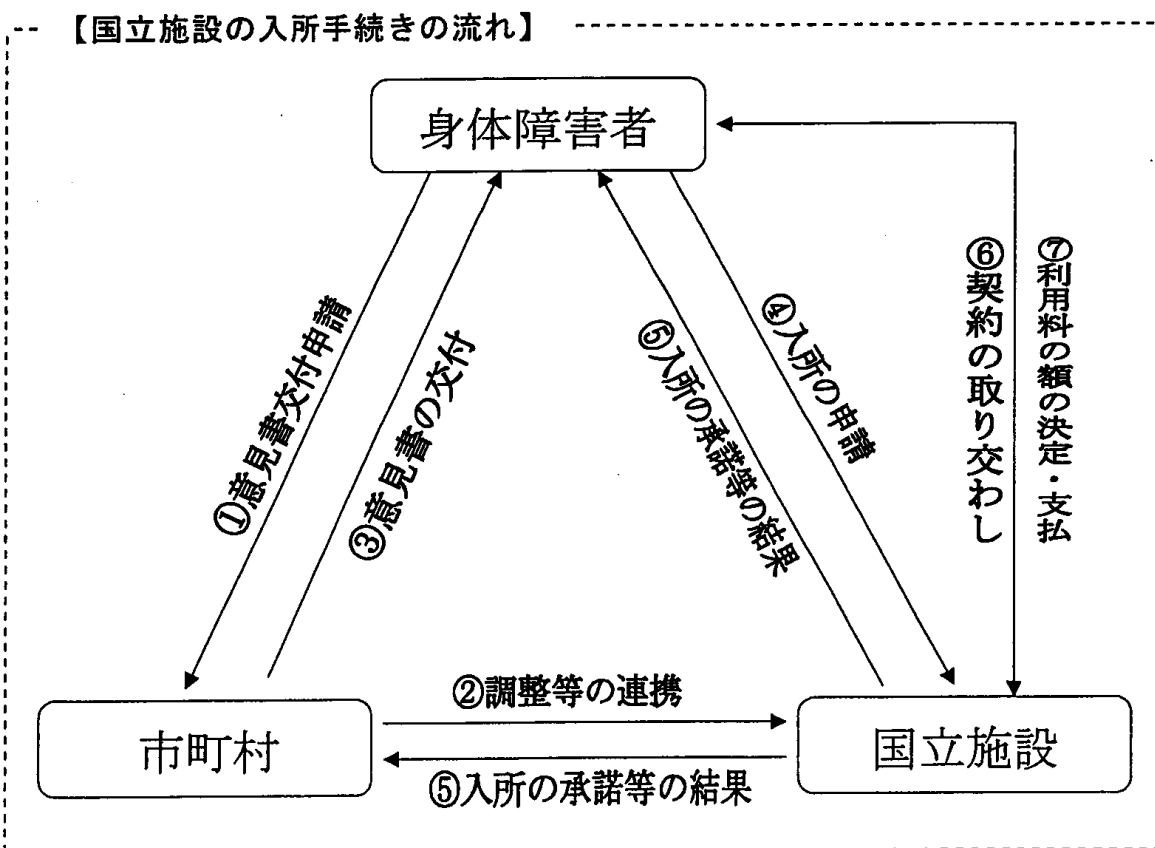 【国立施設の入所手続きの流れ】
身体障害者
①意見書交付申請
③意見書の交付
⑤入所の承諾等の結果
④入所の申請
⑥契約の取り交わし
⑦利用料の額の決定・支払
②調整等の連携
市町村
国立施設
⑤入所の承諾等の結果